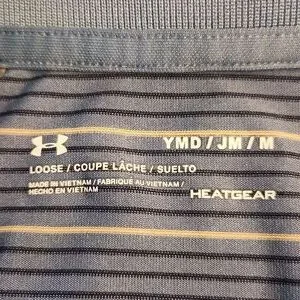 YMD / JM / M
LOOSE / COUPE LÂCHE / SUELTO
MADE IN VIETNAM / FABRIQUÉ AU VIETNAM /
HECHO EN VIETNAM
HEATGEAR